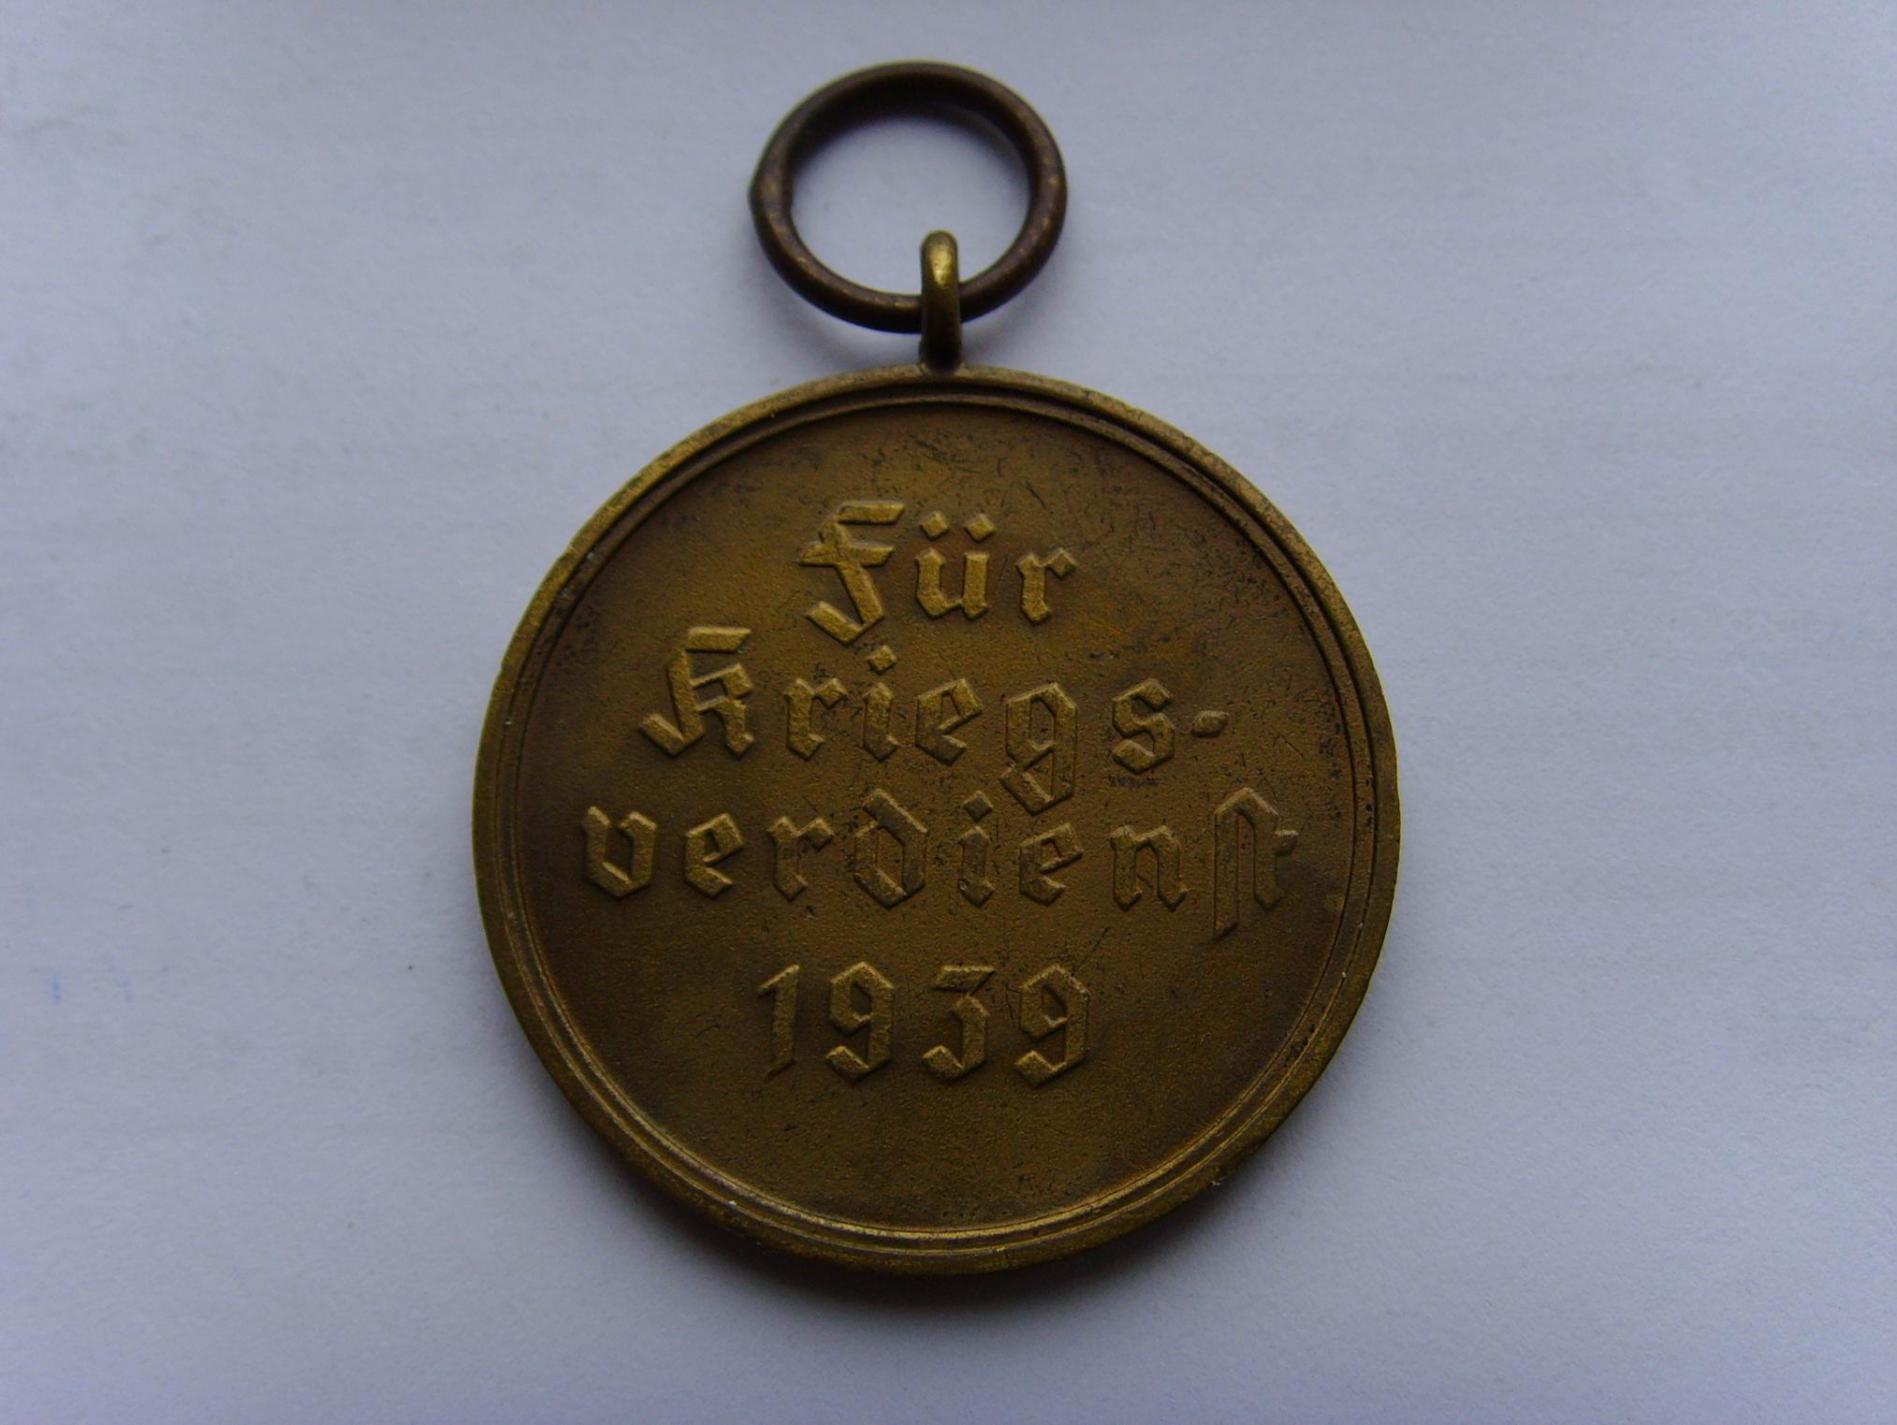 Für
Kriegs-
verdienſt
1939